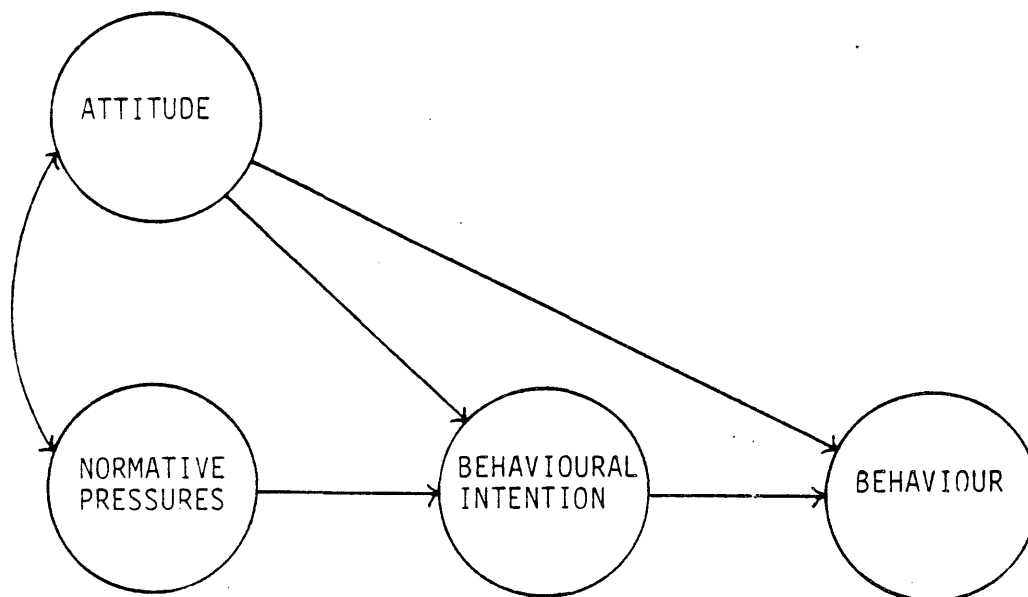 ATTITUDE
NORMATIVE
PRESSURES
BEHAVIOURAL
INTENTION
BEHAVIOUR